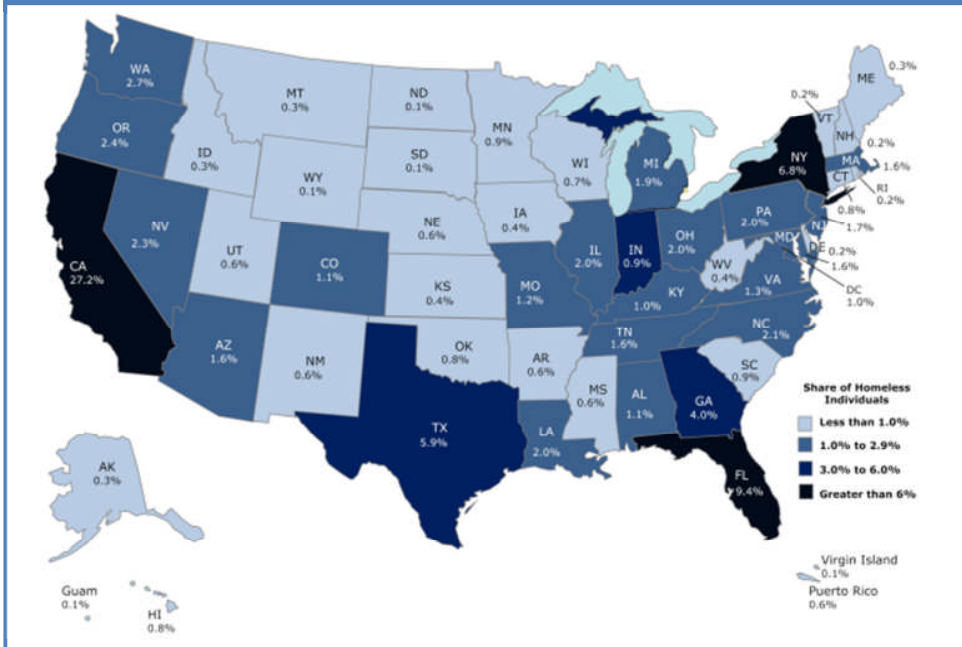 WA
2.7%
OR
2.4%
CA
27.2%
NV
2.3%
ID
0.3%
MT
0.3%
WY
0.1%
UT
0.6%
AZ
1.6%
CO
1.1%
NM
0.6%
ND
0.1%
SD
0.1%
NE
0.6%
KS
0.4%
OK
0.8%
TX
5.9%
MN
0.9%
IA
0.4%
MO
1.2%
AR
0.6%
LA
2.0%
WI
0.7%
IL
2.0%
MS
0.6%
MI
1.9%
IN
0.9%
KY
1.0%
TN
1.6%
AL
1.1%
OH
2.0%
WV
0.4%
GA
4.0%
FL
9.4%
SC
0.9%
NC
2.1%
VA
1.3%
PA
2.0%
NY
6.8%
ME
0.3%
VT
0.2%
NH
0.2%
MA
1.6%
RI
0.2%
CT
0.8%
NJ
1.7%
DE
0.2%
MD
1.6%
DC
1.0%
Share of Homeless
Individuals
Less than 1.0%
1.0% to 2.9%
3.0% to 6.0%
Greater than 6%
AK
0.3%
Guam
0.1%
HI
0.8%
Virgin Island
0.1%
Puerto Rico
0.6%